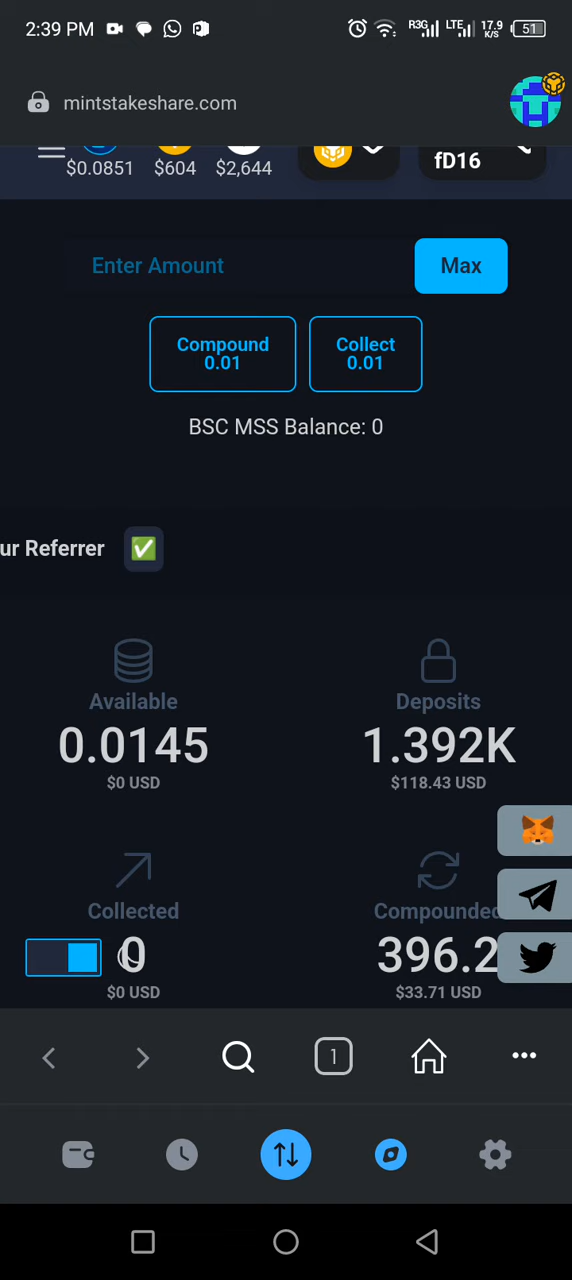 2:39 PM R3G LTE 17.9 K/S 51
mintstakeshare.com
$0.0851 $604 $2,644 fD16
Enter Amount Max
Compound Collect
0.01 0.01
BSC MSS Balance: 0
ur Referrer
Available Deposits
0.0145 1.392K
$0 USD $118.43 USD
Collected Compounded
0 396.2
$0 USD $33.71 USD
1